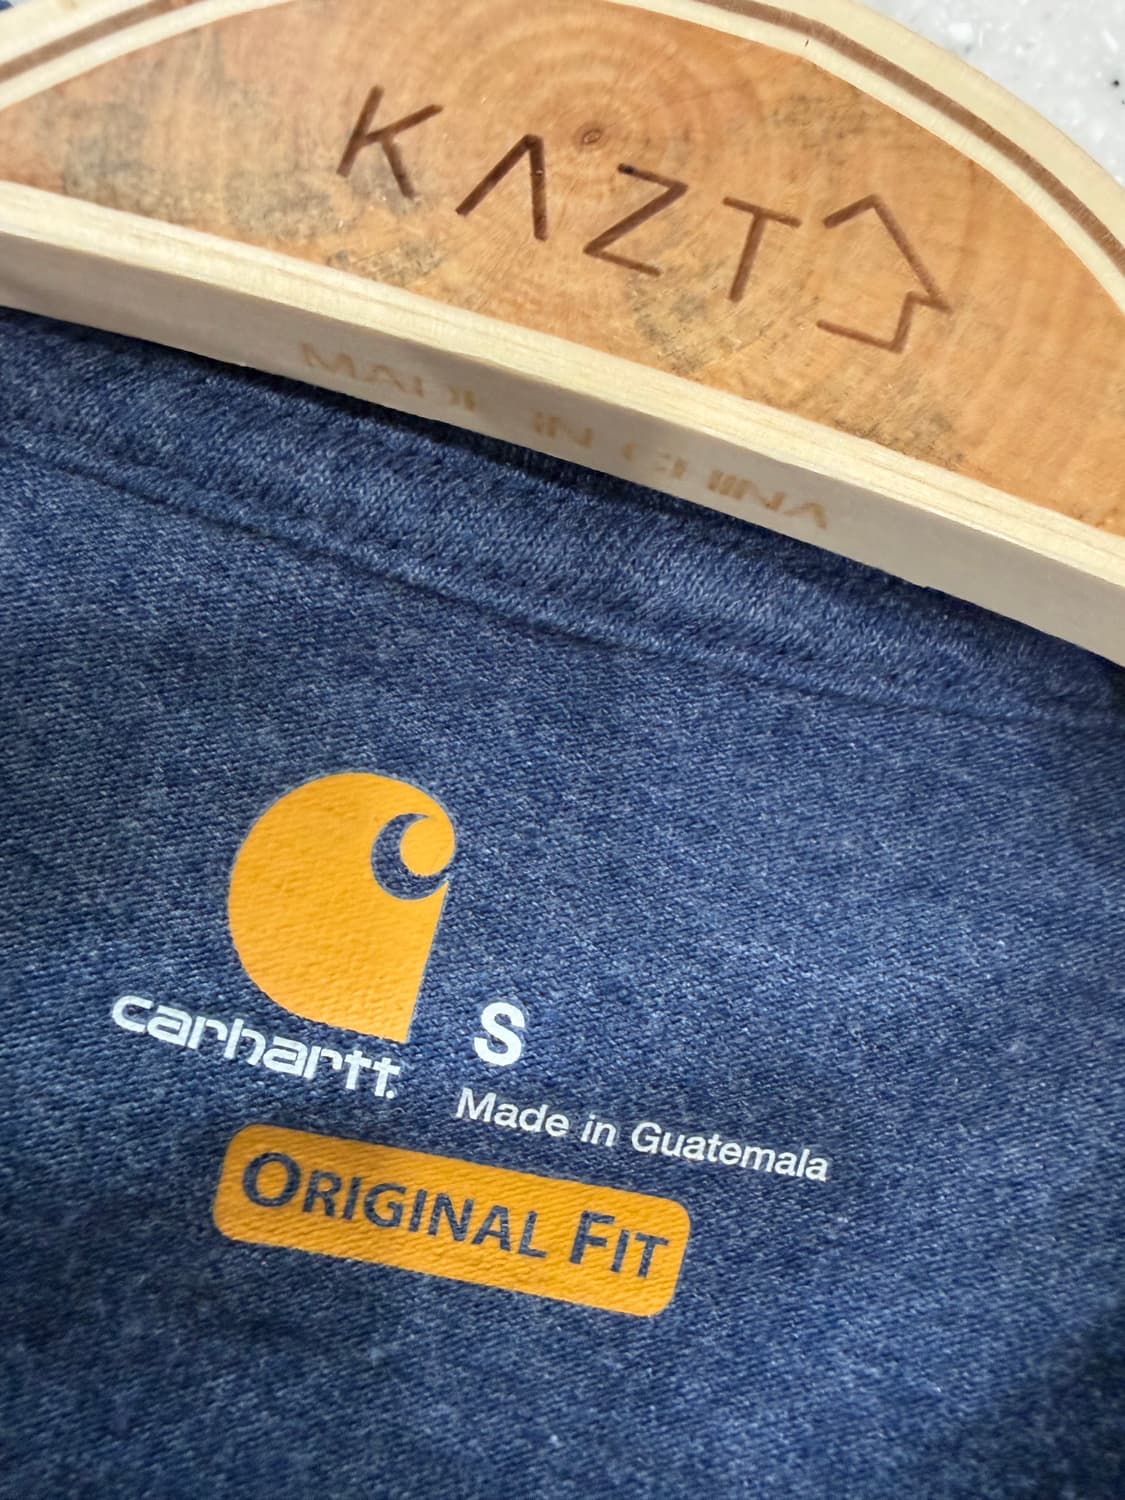 KAZT
MADE IN CHINA
carhartt.
S
Made in Guatemala
ORIGINAL FIT